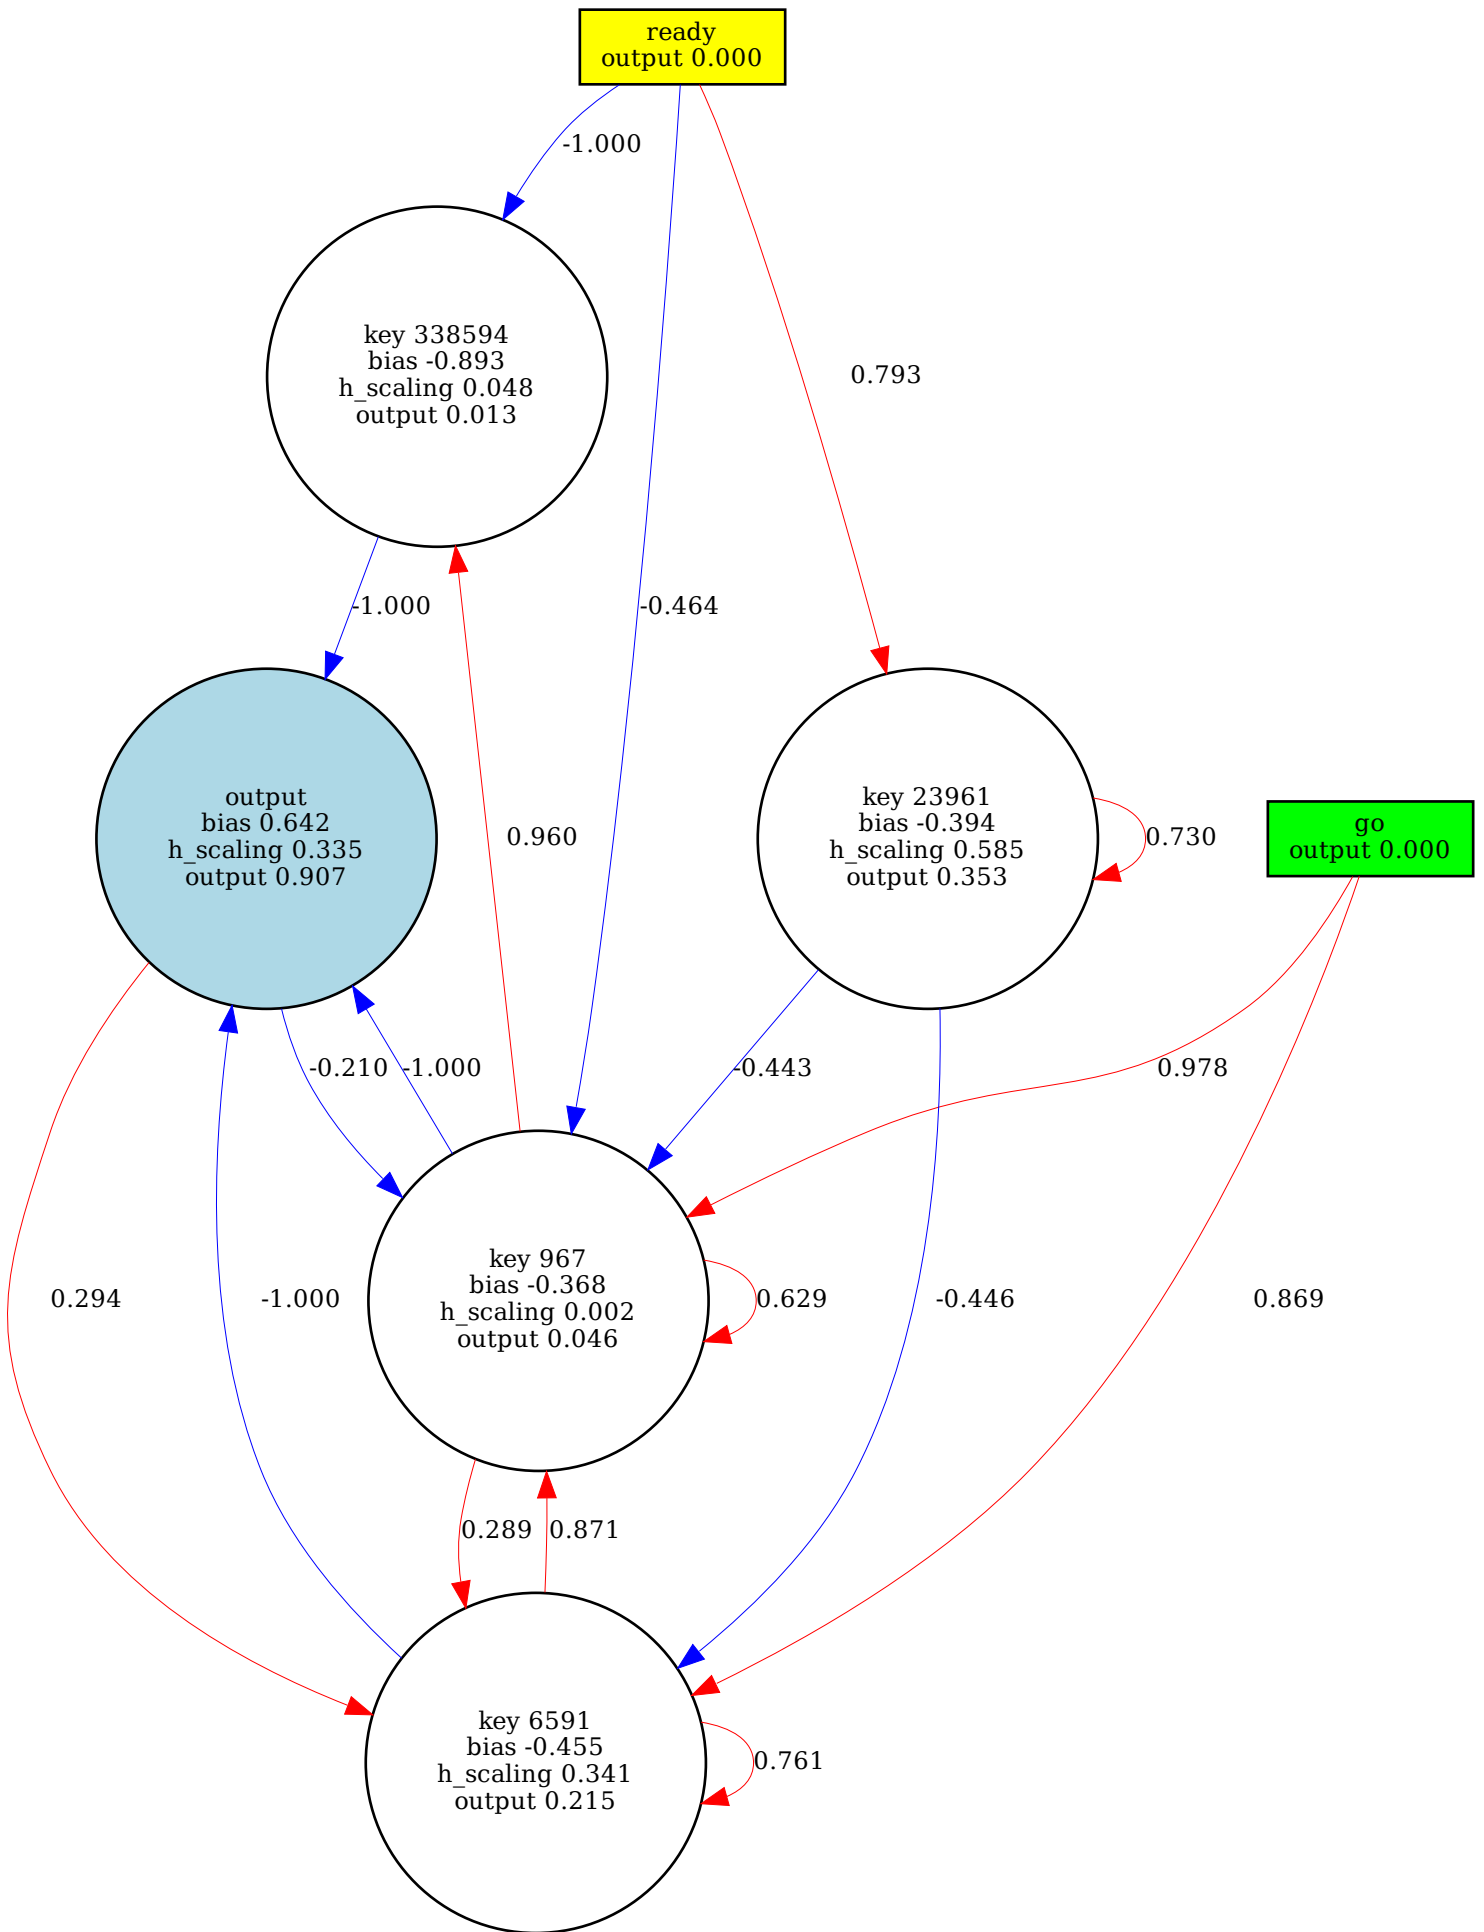 ready
output 0.000
-1.000
key 338594
bias -0.893
h_scaling 0.048
output 0.013
0.793
-1.000
-0.464
output
bias 0.642
h_scaling 0.335
output 0.907
0.960
key 23961
bias -0.394
h_scaling 0.585
output 0.353
0.730
go
output 0.000
-0.210
-1.000
-0.443
0.978
key 967
bias -0.368
h_scaling 0.002
output 0.046
0.294
-1.000
0.629
-0.446
0.869
0.289
0.871
key 6591
bias -0.455
h_scaling 0.341
output 0.215
0.761